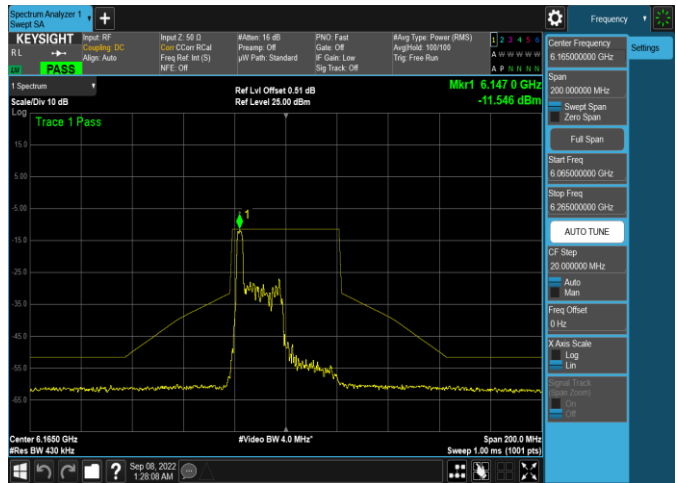 Spectrum Analyzer 1
Swept SA
Frequency
KEYSIGHT
RL
LW
PASS
Input: RF
Coupling: DC
Align: Auto
Input Z: 50 Ω
Corr CCorr RCal
Freq Ref: Int (S)
NFE: Off
#Atten: 16 dB
Preamp: Off
µW Path: Standard
PNO: Fast
Gate: Off
IF Gain: Low
Sig Track: Off
#Avg Type: Power (RMS)
Avg|Hold: 100/100
Trig: Free Run
1 2 3 4 5 6
A W W W W W
A P N N N N
1 Spectrum
Scale/Div 10 dB
Log
Ref Lvl Offset 0.51 dB
Ref Level 25.00 dBm
Mkr1 6.147 0 GHz
-11.546 dBm
Trace 1 Pass
15.0
5.00
-5.00
-15.0
-25.0
-35.0
-45.0
-55.0
-65.0
1
Center 6.1650 GHz
#Res BW 430 kHz
#Video BW 4.0 MHz*
Span 200.0 MHz
Sweep 1.00 ms (1001 pts)
Sep 08, 2022
1:28:08 AM
Center Frequency
6.165000000 GHz
Settings
Span
200.000000 MHz
Swept Span
Zero Span
Full Span
Start Freq
6.065000000 GHz
Stop Freq
6.265000000 GHz
AUTO TUNE
CF Step
20.000000 MHz
Auto
Man
Freq Offset
0 Hz
X Axis Scale
Log
Lin
Signal Track
(Span Zoom)
On
Off